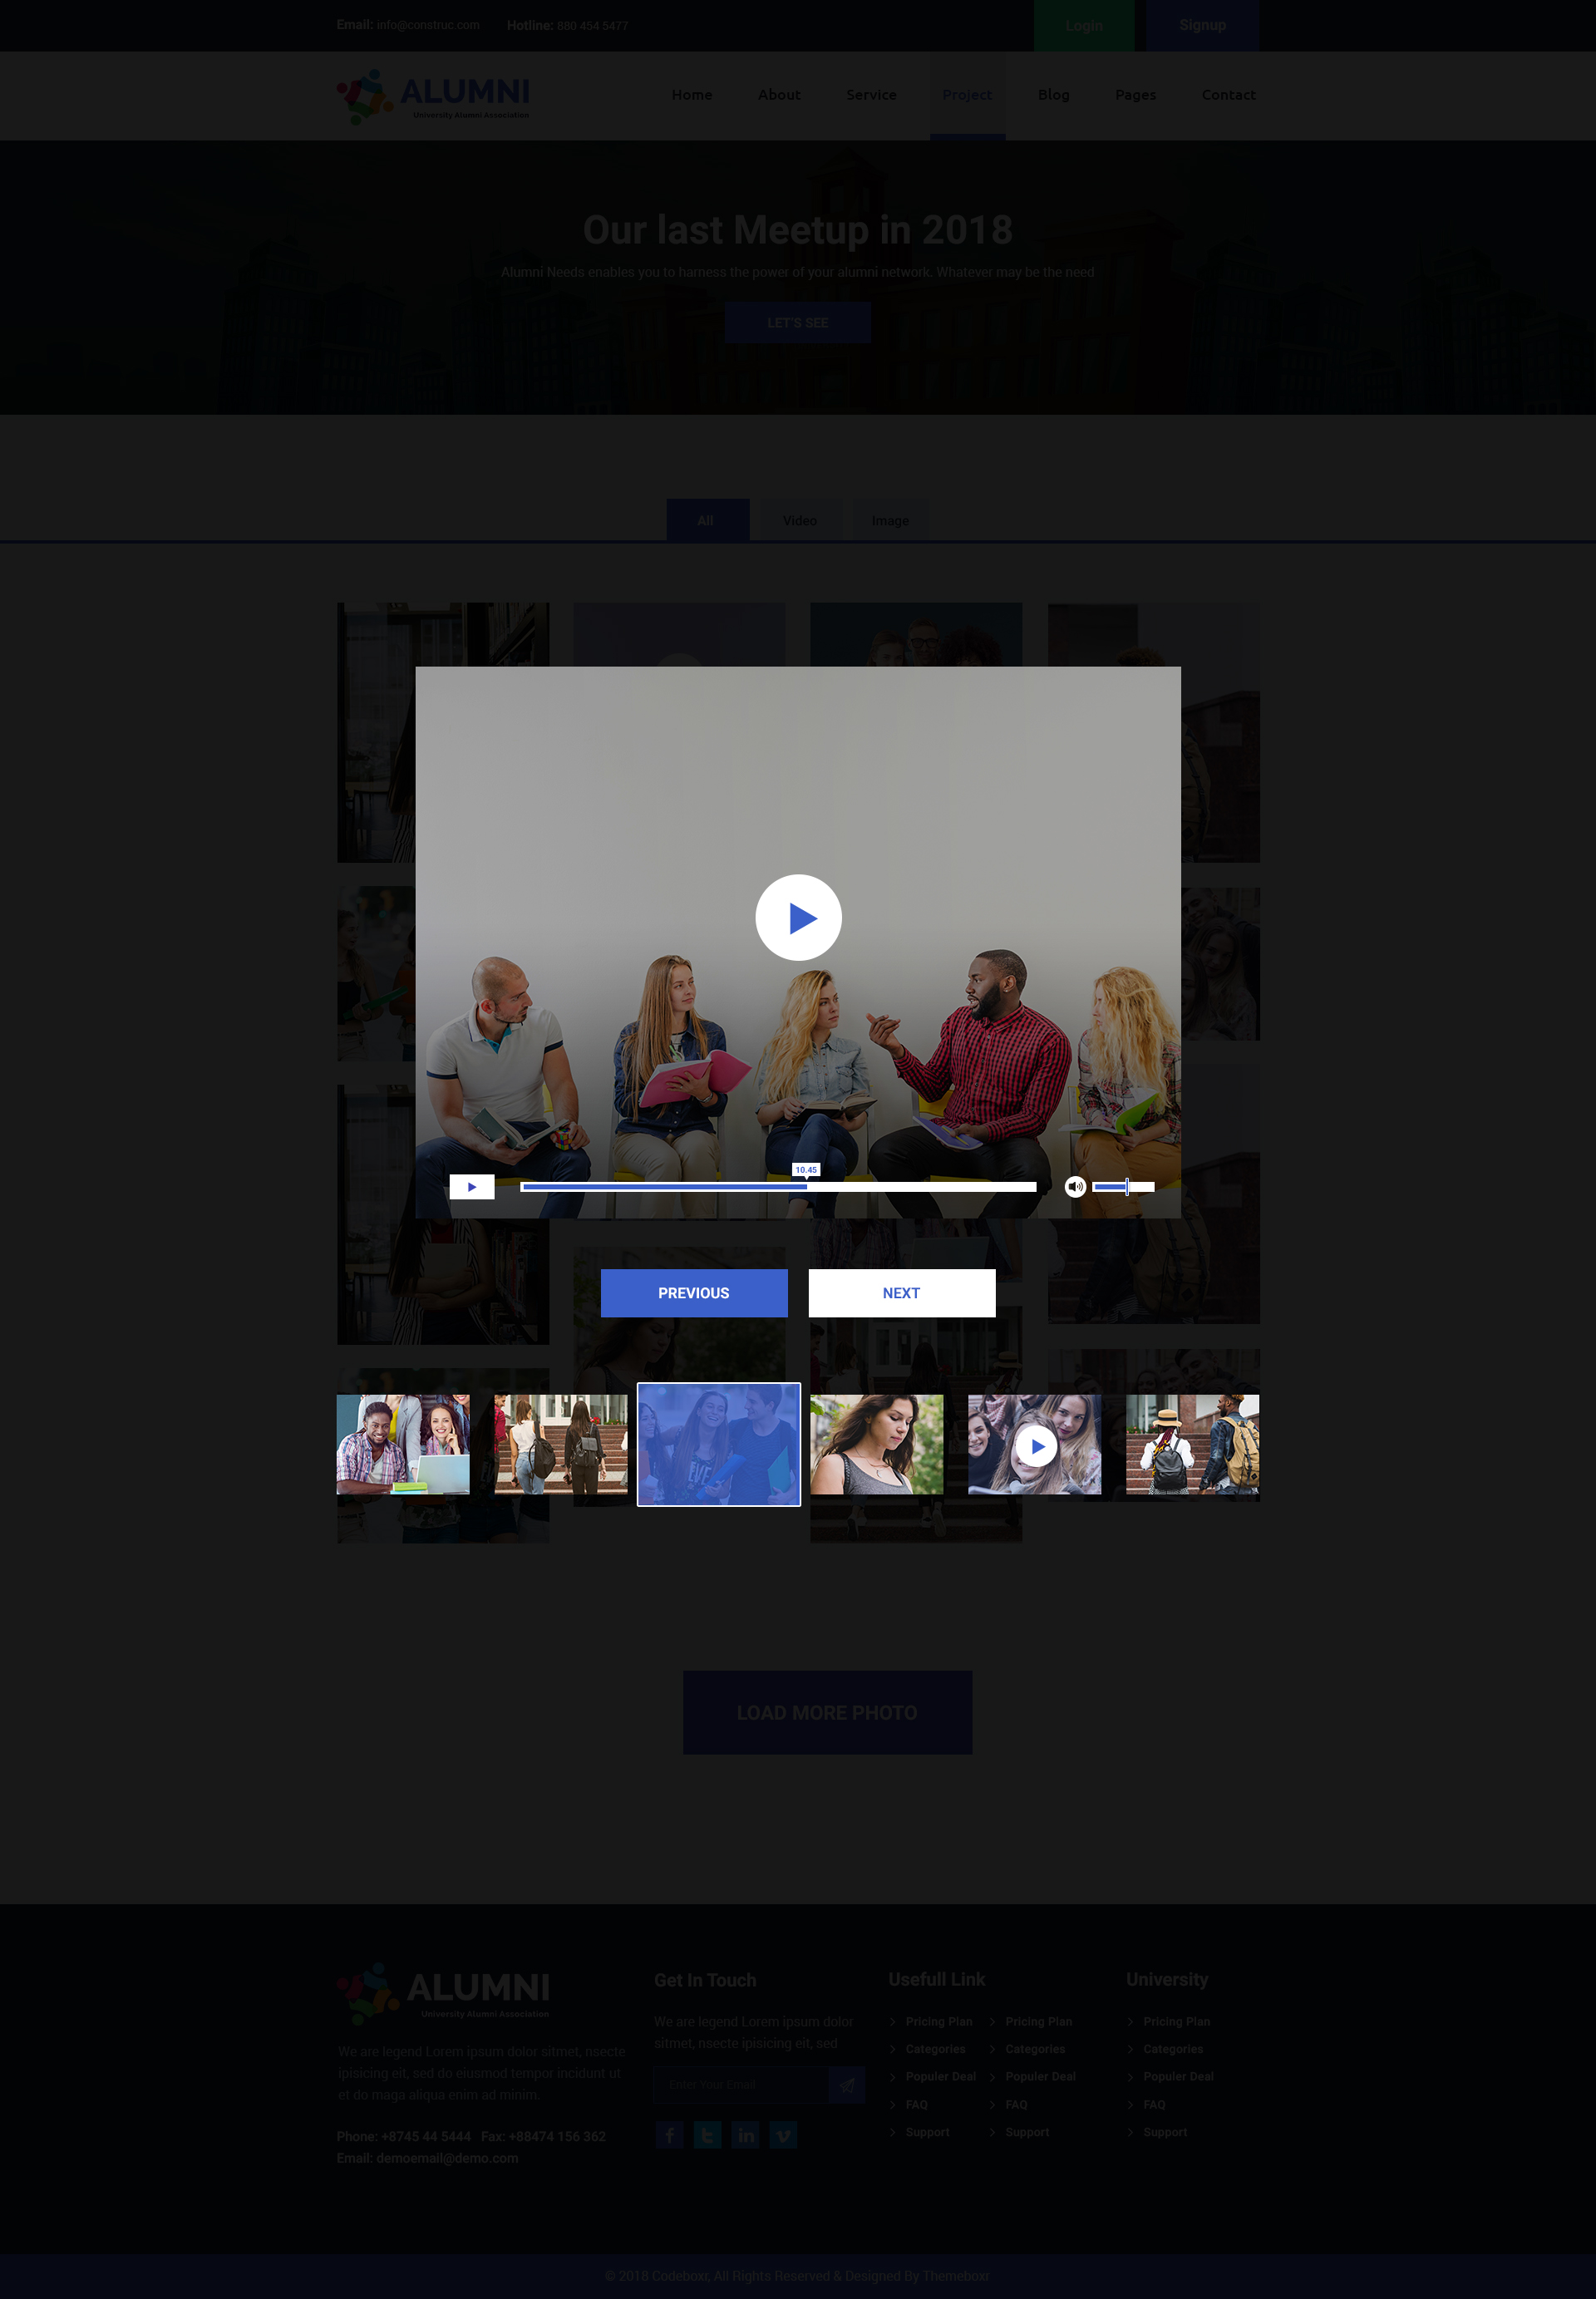 Email: info@construc.com Hotline: 880 454 5477 Login Signup
ALUMNI
University Alumni Association
Home About Service Project Blog Pages Contact
Our last Meetup in 2018
Alumni Needs enables you to harness the power of your alumni network. Whatever may be the need
LET'S SEE
All Video Image
10.45
PREVIOUS NEXT
EVE
LOAD MORE PHOTO
ALUMNI
University Alumni Association
We are legend Lorem ipsum dolor sitmet, nsecte
ipisicing eit, sed do eiusmod tempor incidunt ut
et do maga aliqua enim ad minim.
Phone: +8745 44 5444 Fax: +88474 156 362
Email: demoemail@demo.com
Get In Touch
We are legend Lorem ipsum dolor
sitmet, nsecte ipisicing eit, sed
Enter Your Email
Usefull Link
Pricing Plan Pricing Plan
Categories Categories
Populer Deal Populer Deal
FAQ FAQ
Support Support
University
Pricing Plan
Categories
Populer Deal
FAQ
Support
© 2018 Codeboxr, All Rights Reserved & Designed By Themeboxr